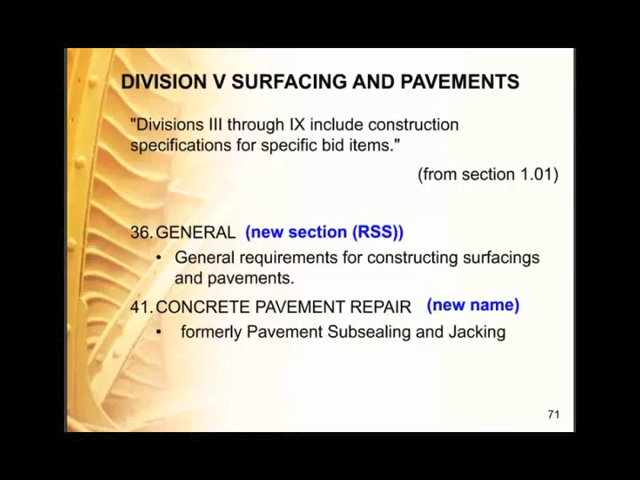 DIVISION V SURFACING AND PAVEMENTS
"Divisions III through IX include construction
specifications for specific bid items."
(from section 1.01)
36. GENERAL (new section (RSS))
• General requirements for constructing surfacings
and pavements.
41. CONCRETE PAVEMENT REPAIR (new name)
• formerly Pavement Subsealing and Jacking
71